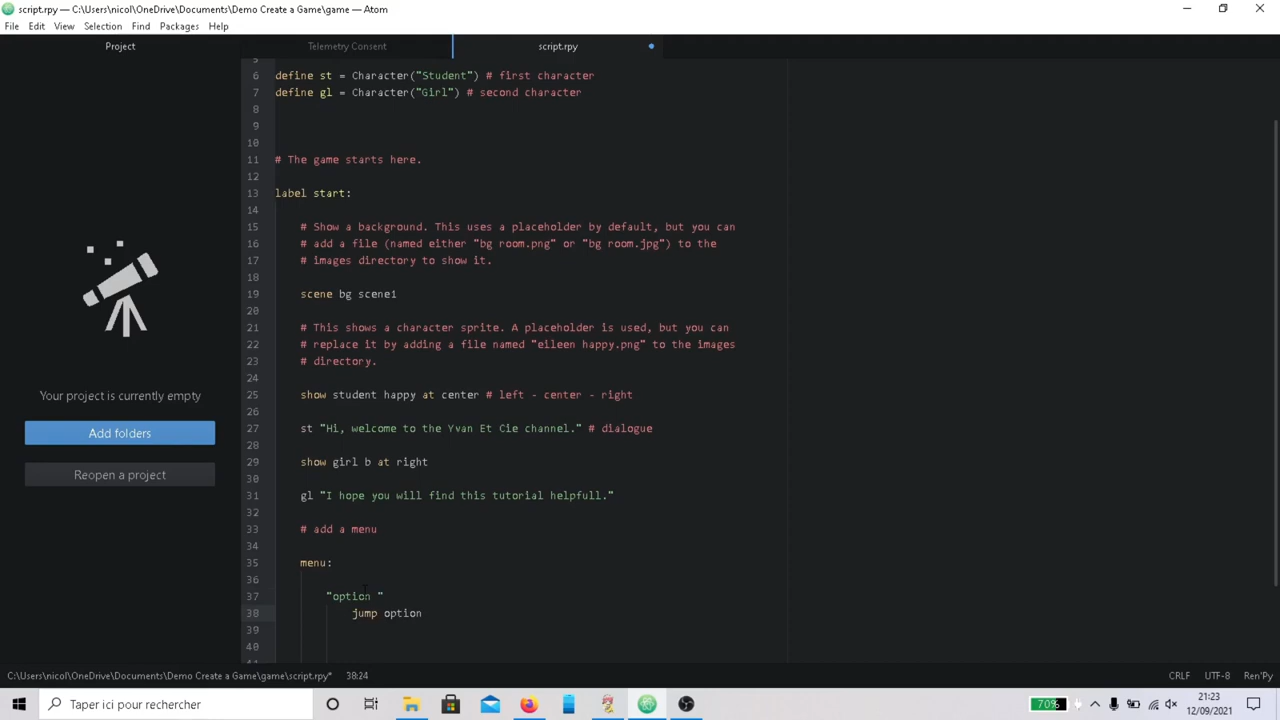 script.rpy — C:\Users\nicol\OneDrive\Documents\Demo Create a Game\game — Atom
File Edit View Selection Find Packages Help
Project Telemetry Consent script.rpy
5
6 define st = Character("Student") # first character
7 define gl = Character("Girl") # second character
8
9
10
11 # The game starts here.
12
13 label start:
14
15 # Show a background. This uses a placeholder by default, but you can
16 # add a file (named either "bg room.png" or "bg room.jpg") to the
17 # images directory to show it.
18
19 scene bg scene1
20
21 # This shows a character sprite. A placeholder is used, but you can
22 # replace it by adding a file named "eileen happy.png" to the images
23 # directory.
24
25 show student happy at center # left - center - right
26
27 st "Hi, welcome to the Yvan Et Cie channel." # dialogue
28
29 show girl b at right
30
31 gl "I hope you will find this tutorial helpfull."
32
33 # add a menu
34
35 menu:
36
37 "option "
38 jump option
39
40
Your project is currently empty
Add folders
Reopen a project
C:\Users\nicol\OneDrive\Documents\Demo Create a Game\game\script.rpy* 38:24 CRLF UTF-8 Ren'Py
Taper ici pour rechercher
70%
21:23
12/09/2021